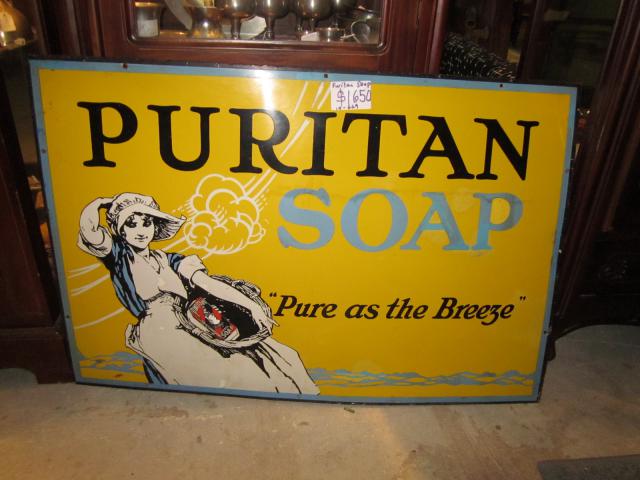 Puritan Soap
$1650
PURITAN
SOAP
"Pure as the Breeze"